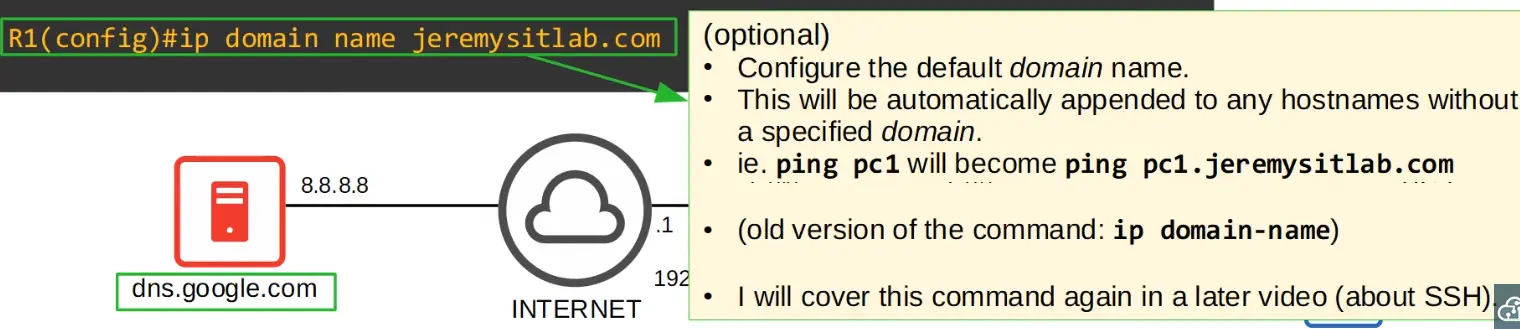 R1(config)#ip domain name jeremysitlab.com
(optional)
• Configure the default domain name.
• This will be automatically appended to any hostnames without
a specified domain.
• ie. ping pc1 will become ping pc1.jeremysitlab.com
• (old version of the command: ip domain-name)
• I will cover this command again in a later video (about SSH).
8.8.8.8
.1
192
dns.google.com
INTERNET